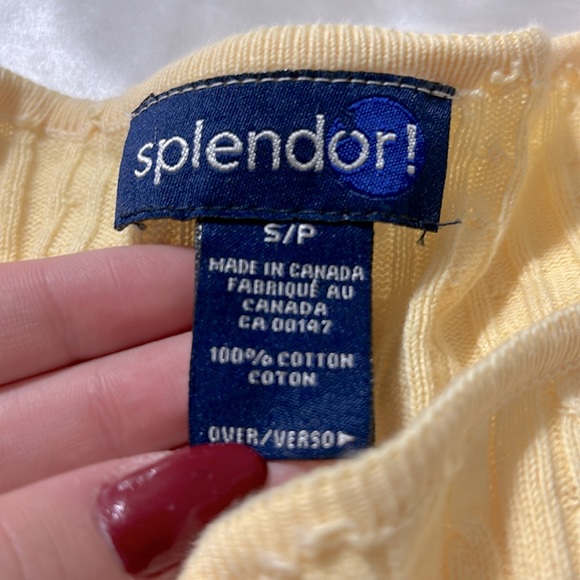 splendor!
S/P
MADE IN CANADA
FABRIQUÉ AU
CANADA
CA 00147
100% COTTON
COTON
OVER/VERSO▶